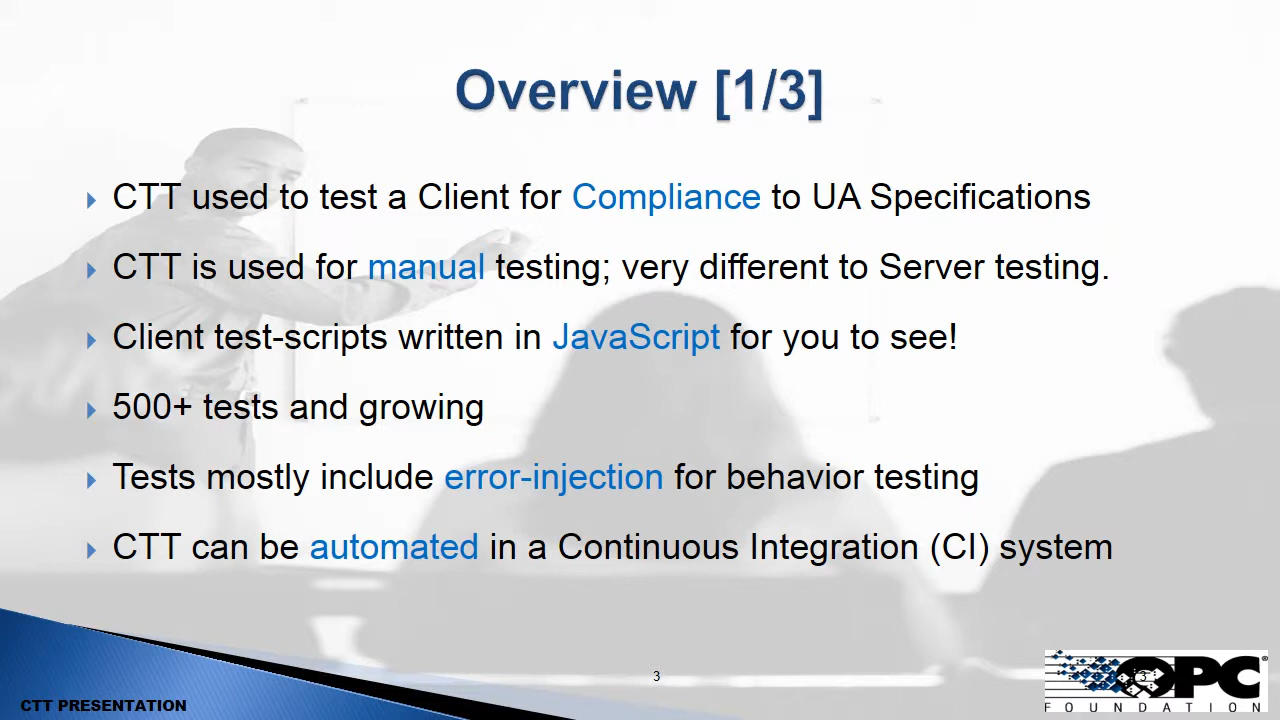 Overview [1/3]
CTT used to test a Client for Compliance to UA Specifications
CTT is used for manual testing; very different to Server testing.
Client test-scripts written in JavaScript for you to see!
500+ tests and growing
Tests mostly include error-injection for behavior testing
CTT can be automated in a Continuous Integration (CI) system
CTT PRESENTATION
3
OPC®
3
FOUNDATION